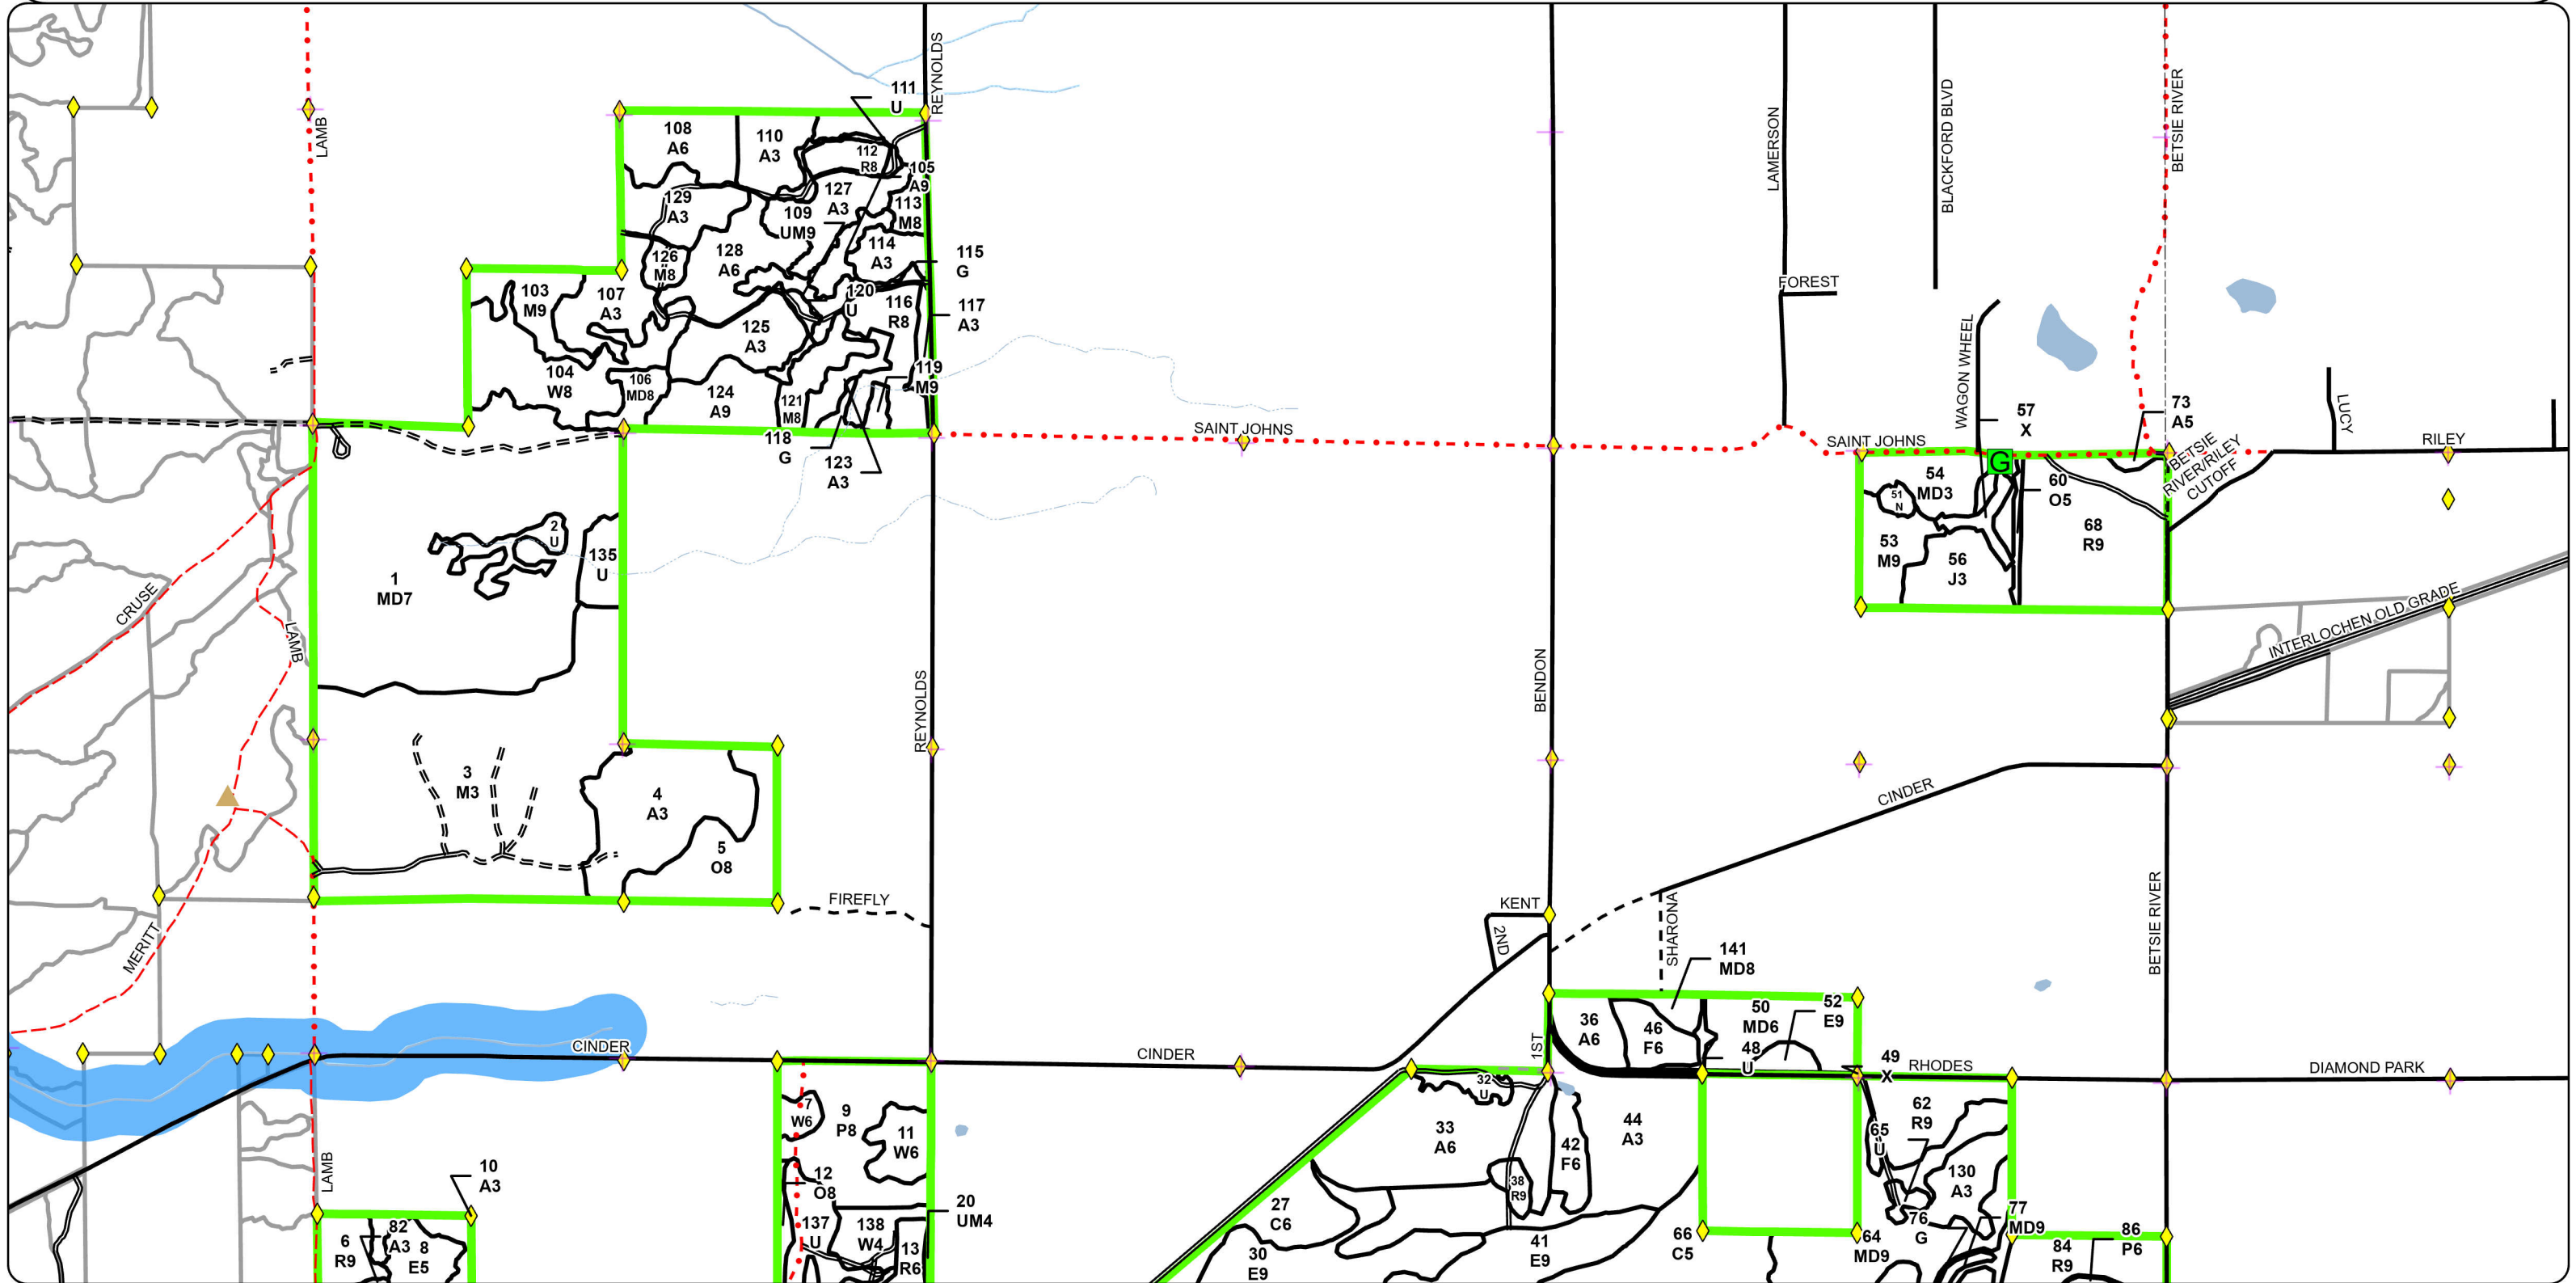 LAMB
REYNOLDS
111
U
108
A6
110
A3
112
R8
105
A9
127
A3
129
A3
109
UM9
113
M8
114
A3
115
G
126
M8
128
A6
103
M9
107
A3
120
U
116
R8
117
A3
125
A3
104
W8
106
MD8
124
A9
121
M8
119
M9
118
G
123
A3
SAINT JOHNS
LAMERSON
BLACKFORD BLVD
BETSIE RIVER
FOREST
WAGON WHEEL
57
X
73
A5
LUCY
SAINT JOHNS
G
BETSIE
RIVER/RILEY
CUTOFF
RILEY
54
MD3
51
N
60
O5
53
M9
56
J3
68
R9
INTERLOCHEN OLD GRADE
CRUSE
LAMB
2
U
135
U
1
MD7
REYNOLDS
BENDON
3
M3
4
A3
5
O8
FIREFLY
MERITT
CINDER
KENT
2ND
SHARONA
BETSIE RIVER
141
MD8
36
A6
46
F6
50
MD6
52
E9
48
U
49
X
1ST
RHODES
DIAMOND PARK
CINDER
CINDER
32
U
33
A6
42
F6
44
A3
38
R9
27
C6
30
E9
41
E9
66
C5
62
R9
65
U
130
A3
76
G
77
MD9
64
MD9
84
R9
86
P6
7
W6
9
P8
11
W6
12
O8
137
U
138
W4
13
R6
20
UM4
LAMB
10
A3
6
R9
82
A3
8
E5